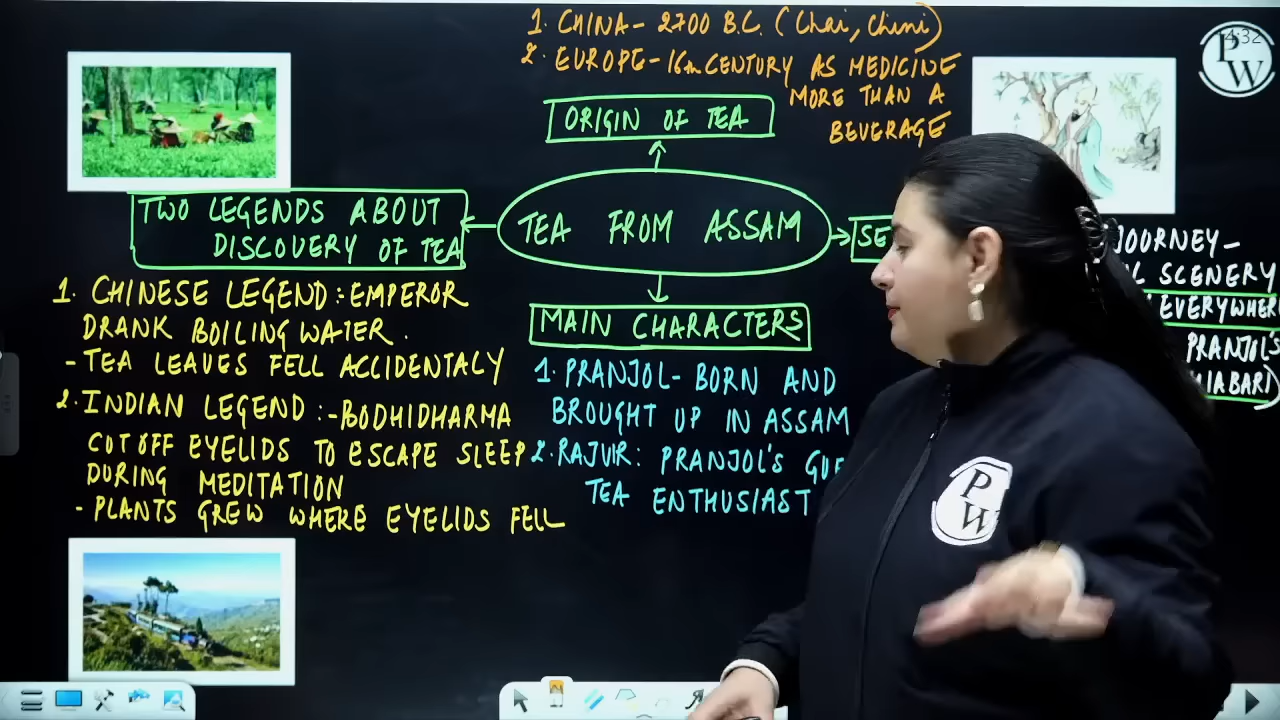 1. CHINA- 2700 B.C. (Chai, Chini)
2. EUROPE-16th CENTURY AS MEDICINE
MORE THAN A
BEVERAGE
PW
ORIGIN OF TEA
TWO LEGENDS ABOUT
DISCOVERY OF TEA
TEA FROM ASSAM
JOURNEY-
SCENERY
EVERYWHERE
PRANJOL'S
1. CHINESE LEGEND:-EMPEROR
DRANK BOILING WATER.
- TEA LEAVES FELL ACCIDENTALY
2. INDIAN LEGEND:-BODHIDHARMA
CUT OFF EYELIDS TO ESCAPE SLEEP
DURING MEDITATION
- PLANTS GREW WHERE EYELIDS FELL
MAIN CHARACTERS
1. PRANJOL- BORN AND
BROUGHT UP IN ASSAM
2. RAJVIR: PRANJOL'S
TEA ENTHUSIAST
PW